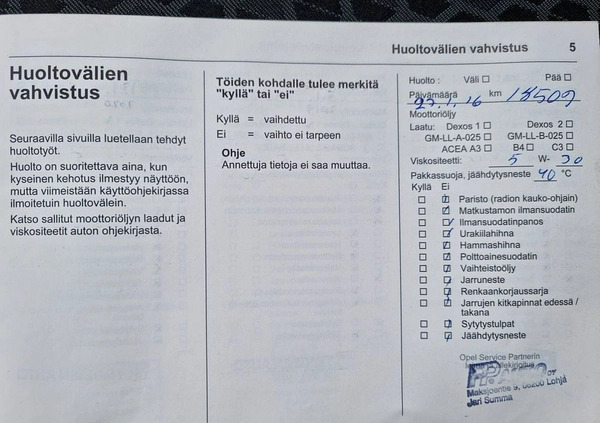 Huoltovälien vahvistus 5
Huoltovälien
vahvistus
Seuraavilla sivuilla luetellaan tehdyt
huoltotyöt.
Huolto on suoritettava aina, kun
kyseinen kehotus ilmestyy näyttöön,
mutta viimeistään käyttöohjekirjassa
ilmoitetuin huoltovälein.
Katso sallitut moottoriöljyn laadut ja
viskositeetit auton ohjekirjasta.
Töiden kohdalle tulee merkitä
"kyllä" tai "ei"
Kyllä = vaihdettu
Ei = vaihto ei tarpeen
Ohje
Annettuja tietoja ei saa muuttaa.
Huolto : Väli Pää
Päivämäärä km
Moottoriöljy
Laatu: Dexos 1 Dexos 2
GM-LL-A-025 GM-LL-B-025
ACEA A3 B4 C3
Viskositeetti: 5 W- 30
Pakkassuoja, jäähdytysneste 40 °C
Kyllä Ei
Paristo (radion kauko-ohjain)
Matkustamon ilmansuodatin
Ilmansuodatinpanos
Urakiilahihna
Hammashihna
Polttoainesuodatin
Vaihteistoöljy
Jarruneste
Renkaankorjaussarja
Jarrujen kitkapinnat edessä /
takana
Sytytystulpat
Jäähdytysneste
Opel Service Partnerin
OY
Maksjoentie 9, 08200 Lohja
Jari Summa